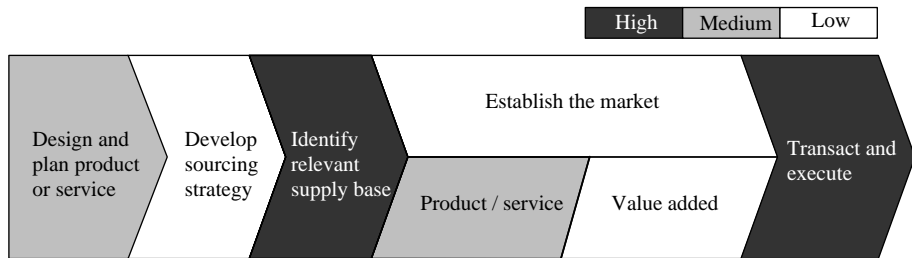 High Medium Low
Establish the market
Design and
plan product
or service
Develop
sourcing
strategy
Identify
relevant
supply base
Transact and
execute
Product / service
Value added